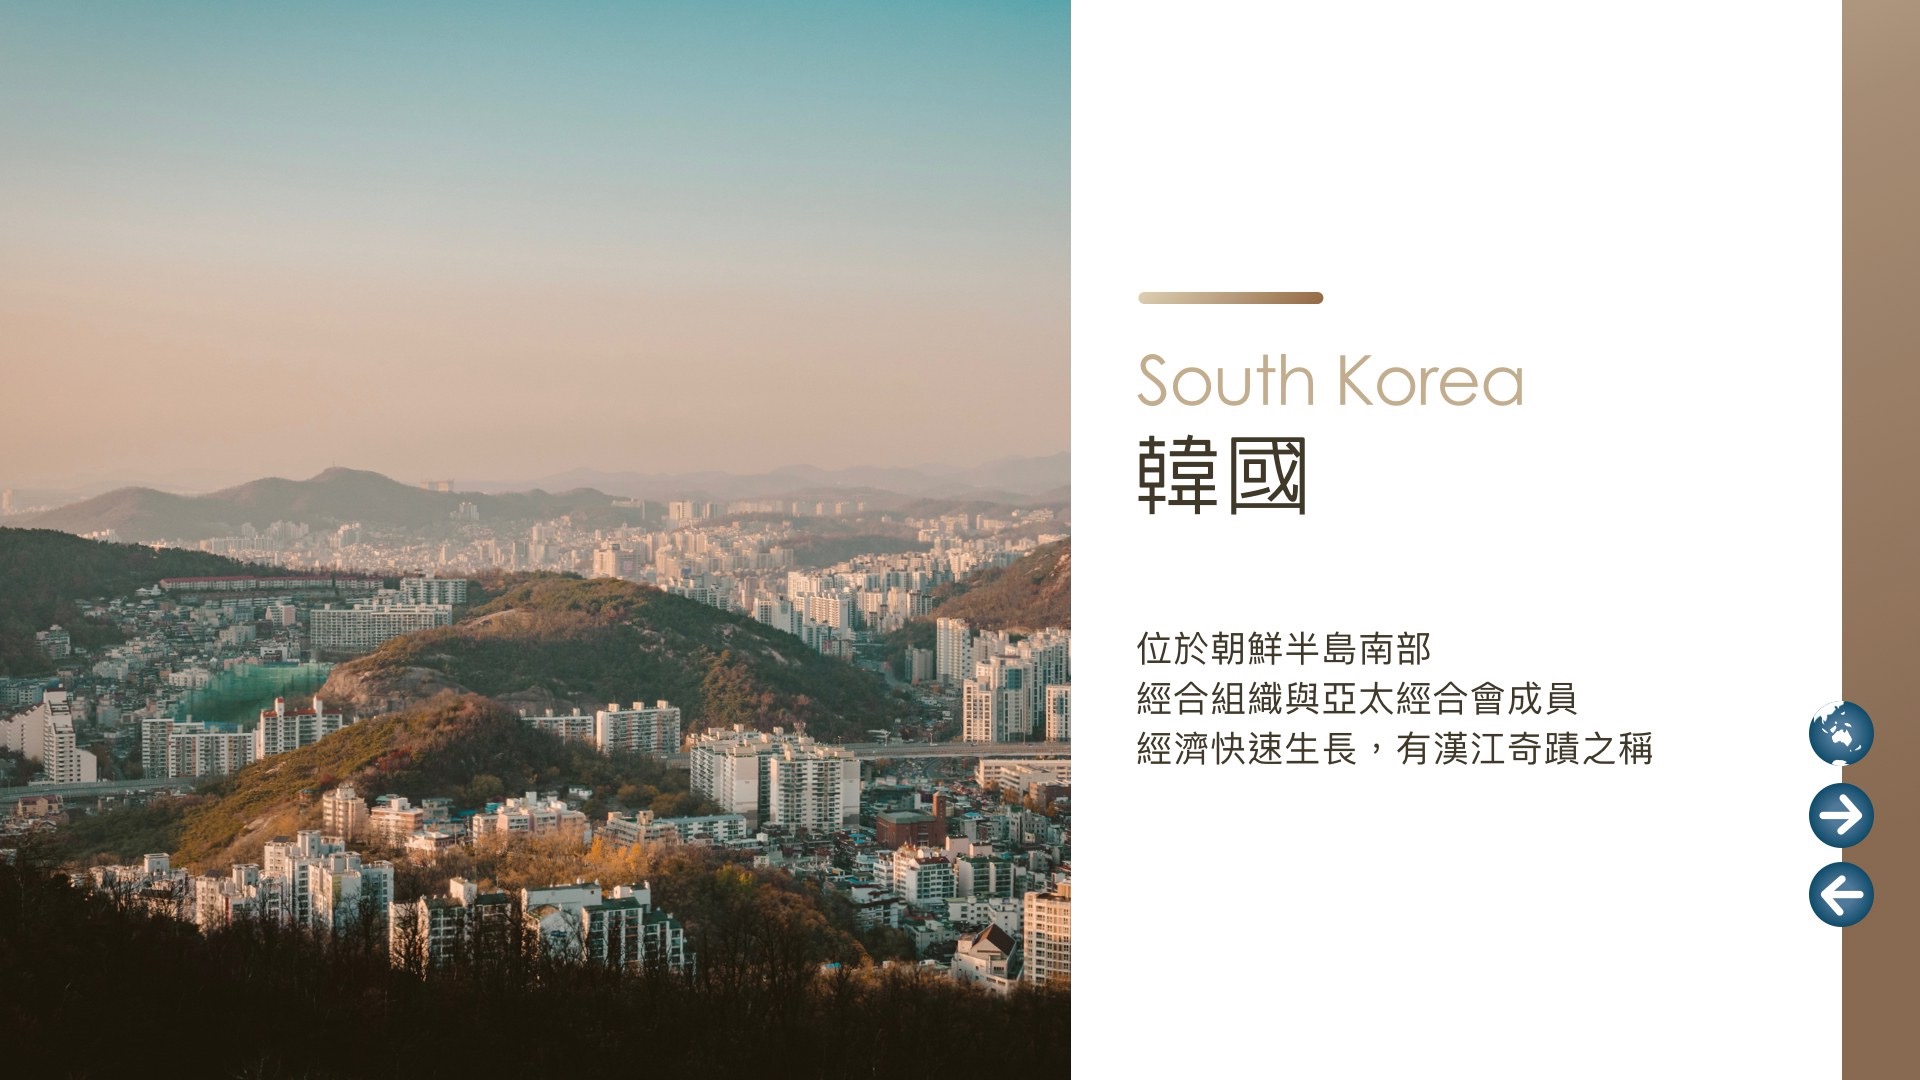 South Korea
韓國
位於朝鮮半島南部
經合組織與亞太經合會成員
經濟快速生長，有漢江奇蹟之稱